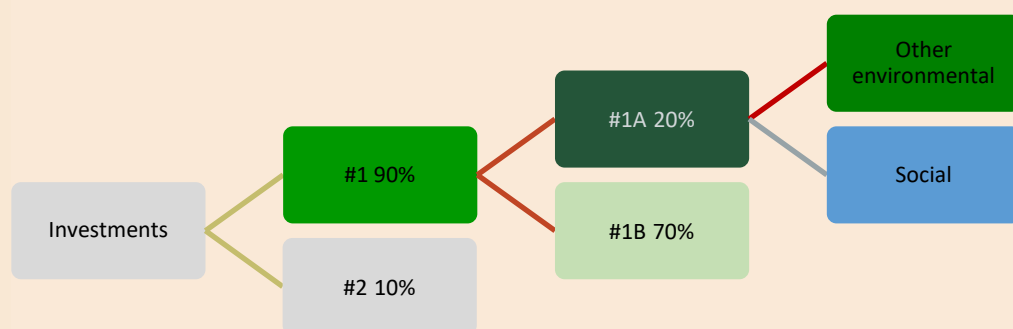 Investments
#1 90%
#2 10%
#1A 20%
#1B 70%
Other
environmental
Social